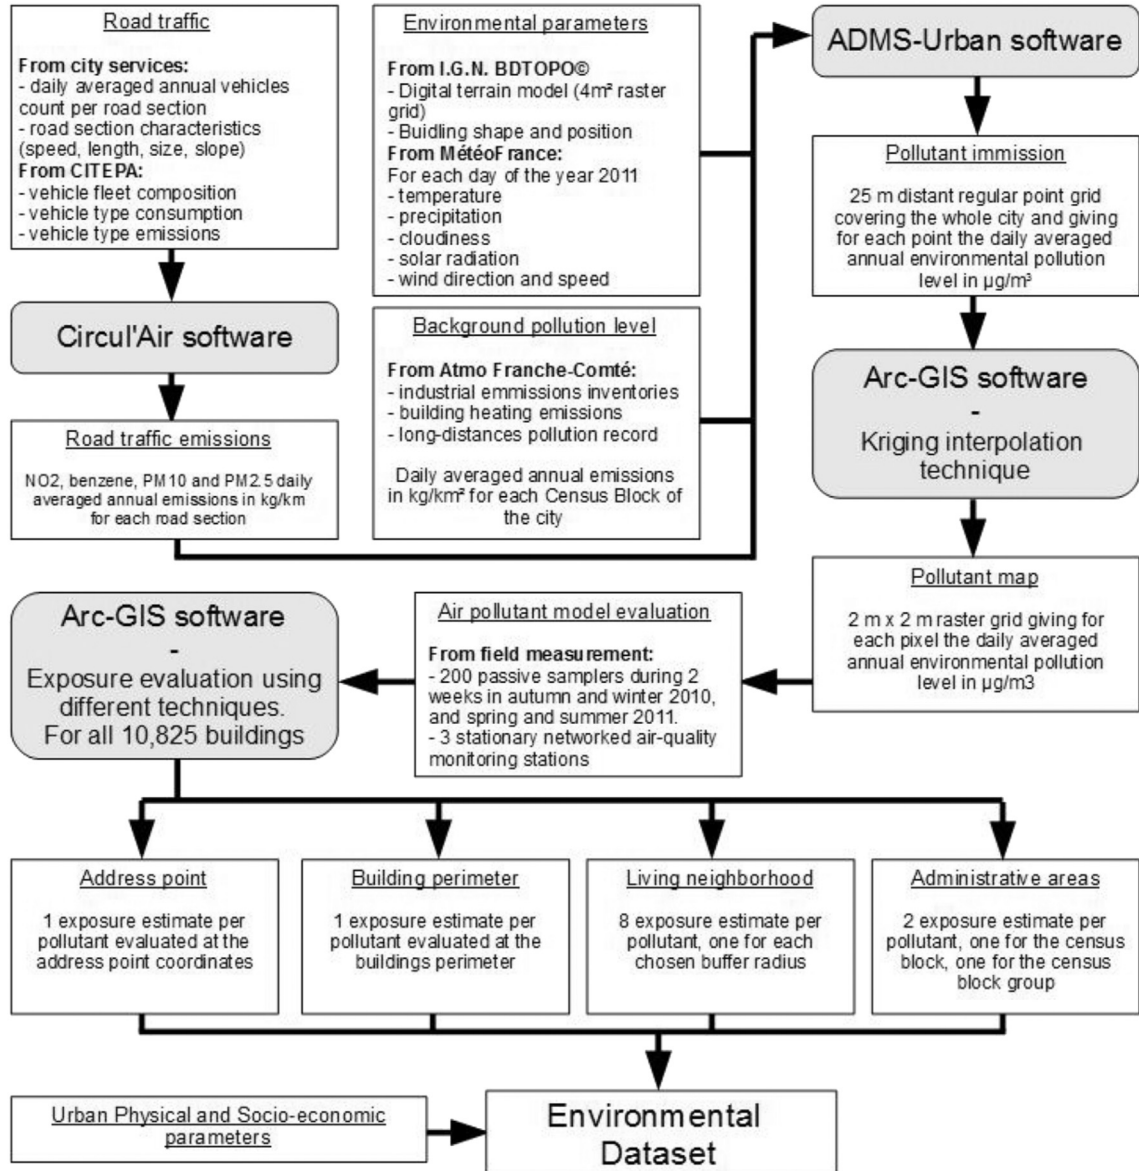 Road traffic
From city services:
- daily averaged annual vehicles
count per road section
- road section characteristics
(speed, length, size, slope)
From CITEPA:
- vehicle fleet composition
- vehicle type consumption
- vehicle type emissions
Circul'Air software
Road traffic emissions
NO2, benzene, PM10 and PM2.5 daily
averaged annual emissions in kg/km
for each road section
Environmental parameters
From I.G.N. BDTOPO©
- Digital terrain model (4m² raster
grid)
- Buidling shape and position
From MétéoFrance:
For each day of the year 2011
- temperature
- precipitation
- cloudiness
- solar radiation
- wind direction and speed
Background pollution level
From Atmo Franche-Comté:
- industrial emmissions inventories
- building heating emissions
- long-distances pollution record
Daily averaged annual emissions
in kg/km² for each Census Block of
the city
ADMS-Urban software
Pollutant immission
25 m distant regular point grid
covering the whole city and giving
for each point the daily averaged
annual environmental pollution
level in µg/m³
Arc-GIS software
-
Kriging interpolation
technique
Pollutant map
2 m x 2 m raster grid giving for
each pixel the daily averaged
annual environmental pollution
level in µg/m3
Air pollutant model evaluation
From field measurement:
- 200 passive samplers during 2
weeks in autumn and winter 2010,
and spring and summer 2011.
- 3 stationary networked air-quality
monitoring stations
Arc-GIS software
-
Exposure evaluation using
different techniques.
For all 10,825 buildings
Address point
1 exposure estimate per
pollutant evaluated at the
address point coordinates
Building perimeter
1 exposure estimate per
pollutant evaluated at the
buildings perimeter
Living neighborhood
8 exposure estimate per
pollutant, one for each
chosen buffer radius
Administrative areas
2 exposure estimate per
pollutant, one for the census
block, one for the census
block group
Urban Physical and Socio-economic
parameters
Environmental
Dataset